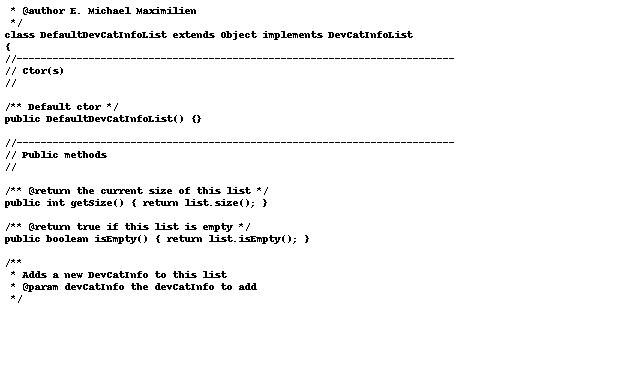 * @author E. Michael Maximilien
 */
class DefaultDevCatInfoList extends Object implements DevCatInfoList
{
//-------------------------------------------------------------------------
// Ctor(s)
//
/** Default ctor */
public DefaultDevCatInfoList() {}
//-------------------------------------------------------------------------
// Public methods
//
/** @return the current size of this list */
public int getSize() { return list.size(); }
/** @return true if this list is empty */
public boolean isEmpty() { return list.isEmpty(); }
/**
 * Adds a new DevCatInfo to this list
 * @param devCatInfo the devCatInfo to add
 */